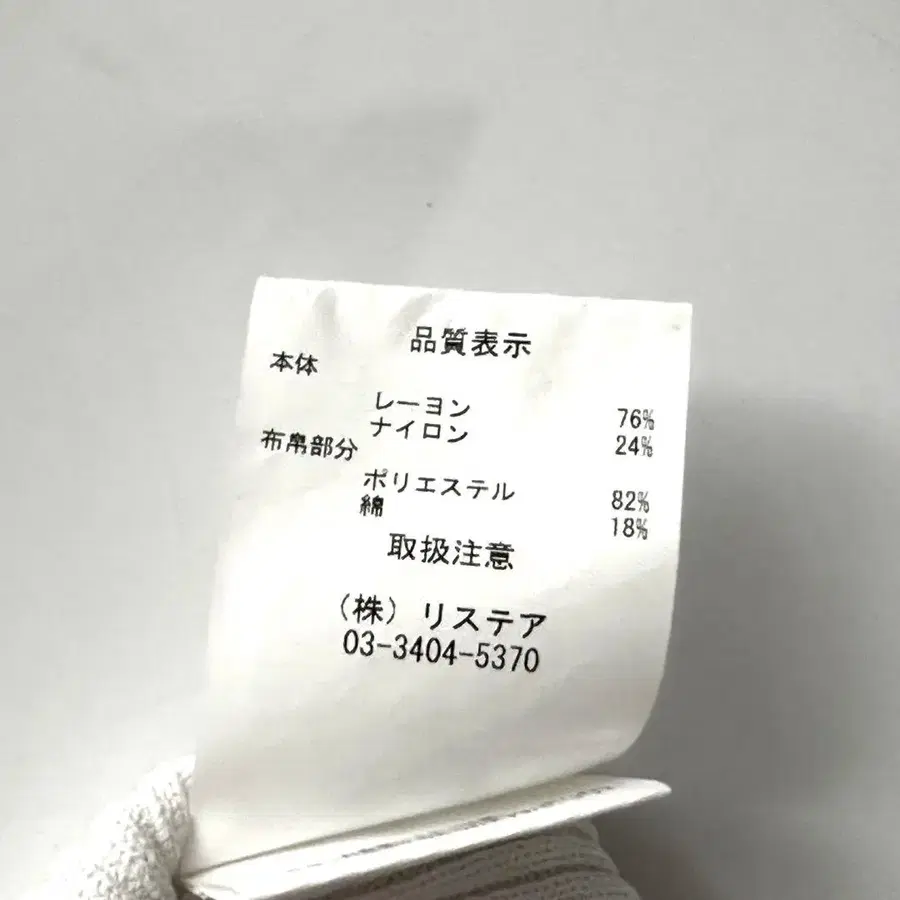 品質表示
本体
レーヨン 76%
ナイロン 24%
布帛部分
ポリエステル 82%
綿 18%
取扱注意
（株）リステア
03-3404-5370